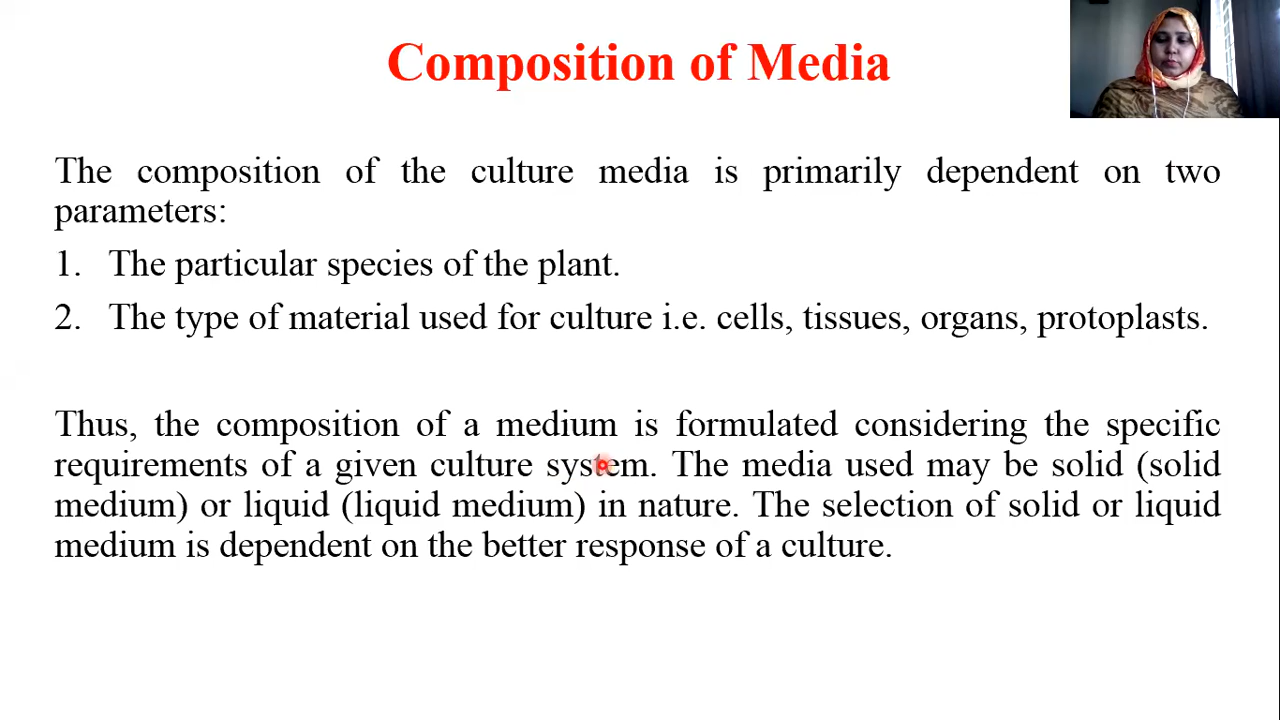 Composition of Media
The composition of the culture media is primarily dependent on two
parameters:
1. The particular species of the plant.
2. The type of material used for culture i.e. cells, tissues, organs, protoplasts.
Thus, the composition of a medium is formulated considering the specific
requirements of a given culture system. The media used may be solid (solid
medium) or liquid (liquid medium) in nature. The selection of solid or liquid
medium is dependent on the better response of a culture.